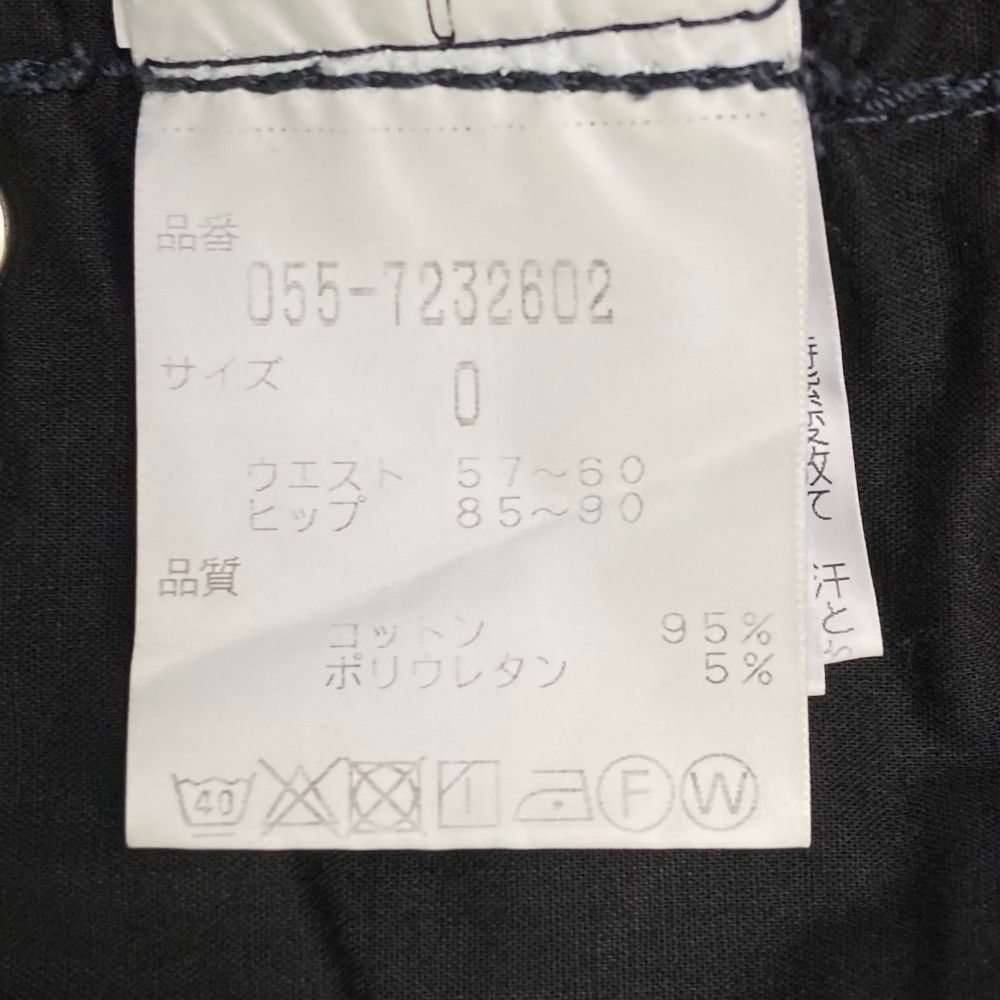 品番
055-7232602
サイズ 0
ウエスト 57～60
ヒップ 85～90
品質
コットン 95%
ポリウレタン 5%
40 F W